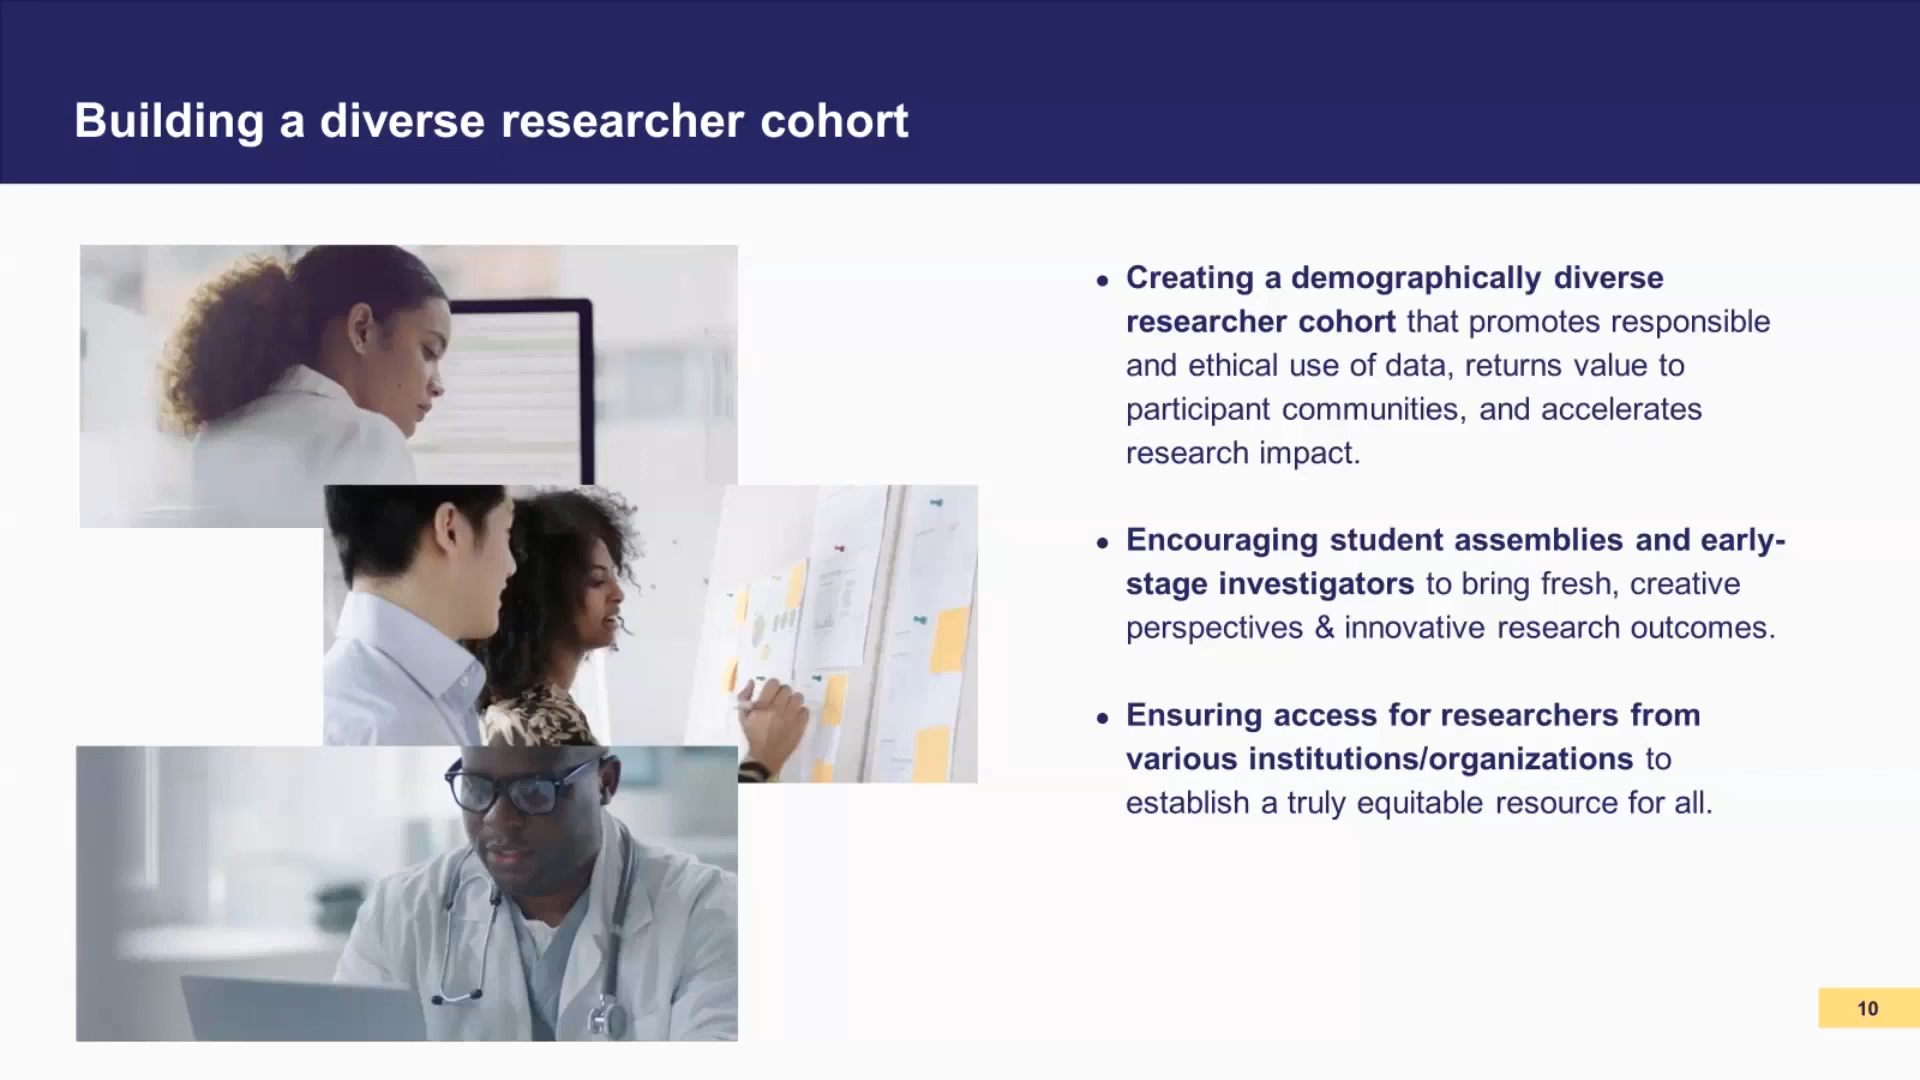 Building a diverse researcher cohort
• Creating a demographically diverse
researcher cohort that promotes responsible
and ethical use of data, returns value to
participant communities, and accelerates
research impact.
• Encouraging student assemblies and early-
stage investigators to bring fresh, creative
perspectives & innovative research outcomes.
• Ensuring access for researchers from
various institutions/organizations to
establish a truly equitable resource for all.
10